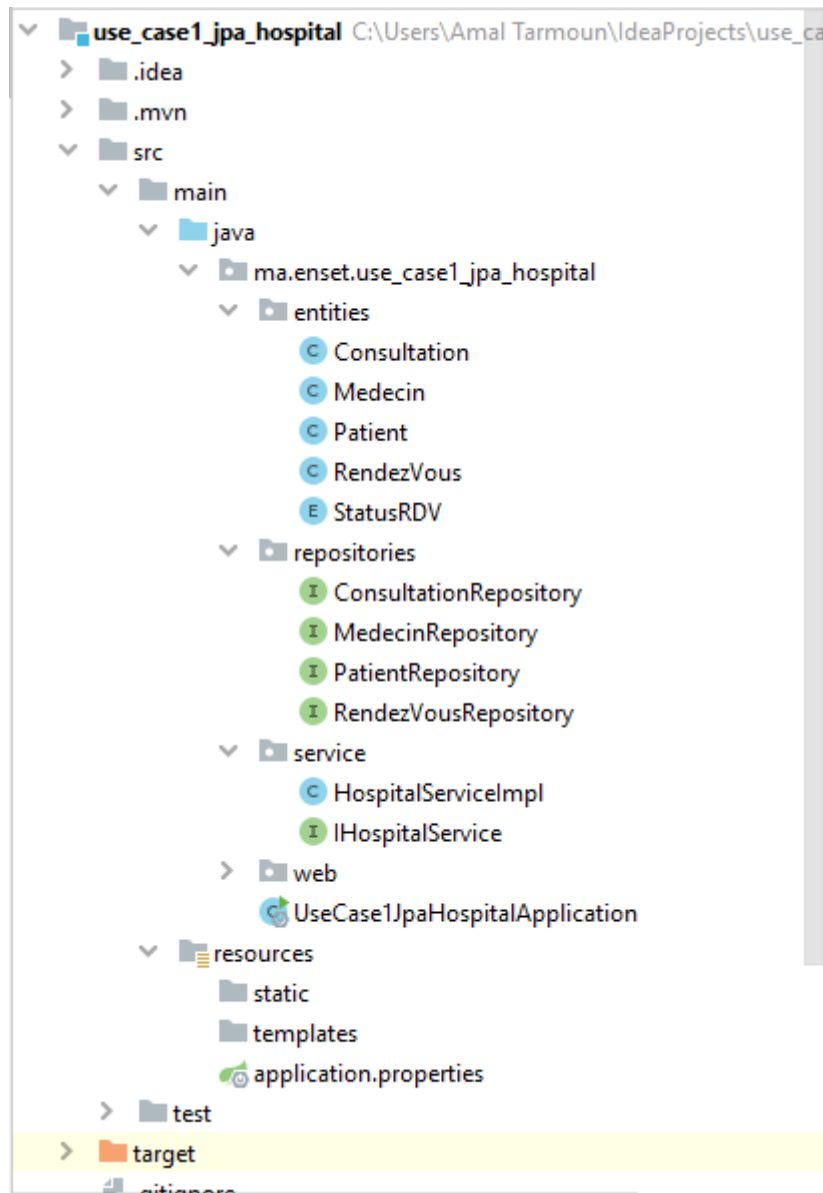 use_case1_jpa_hospital C:\Users\Amal Tarmoun\IdeaProjects\use_ca
.idea
.mvn
src
main
java
ma.enset.use_case1_jpa_hospital
entities
C Consultation
C Medecin
C Patient
C RendezVous
E StatusRDV
repositories
I ConsultationRepository
I MedecinRepository
I PatientRepository
I RendezVousRepository
service
C HospitalServiceImpl
I IHospitalService
web
UseCase1JpaHospitalApplication
resources
static
templates
application.properties
test
target
.gitignore